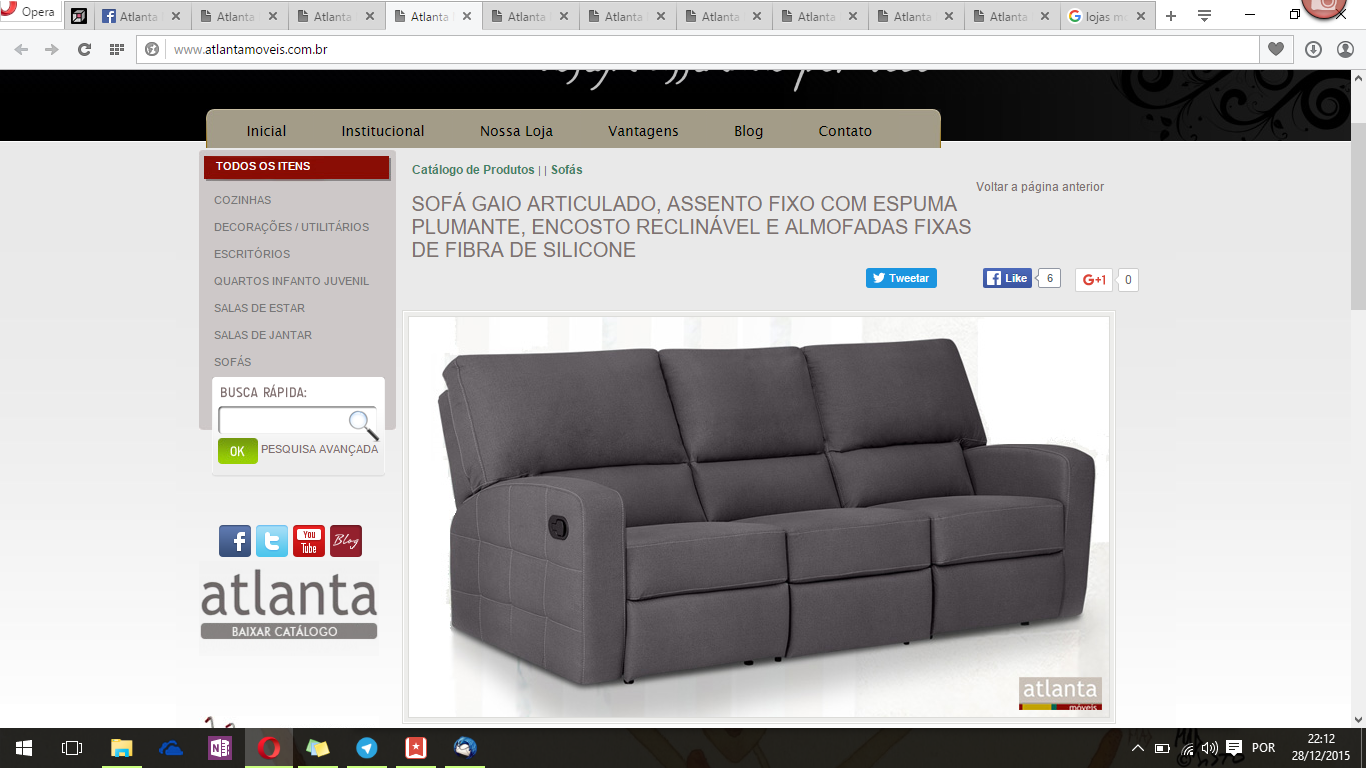 Opera
Atlanta
Atlanta
Atlanta
Atlanta
Atlanta
Atlanta
Atlanta
Atlanta
Atlanta
Atlanta
lojas m
www.atlantamoveis.com.br
Inicial
Institucional
Nossa Loja
Vantagens
Blog
Contato
TODOS OS ITENS
COZINHAS
DECORAÇÕES / UTILITÁRIOS
ESCRITÓRIOS
QUARTOS INFANTO JUVENIL
SALAS DE ESTAR
SALAS DE JANTAR
SOFÁS
BUSCA RÁPIDA:
OK PESQUISA AVANÇADA
You
Tube
Blog
atlanta
BAIXAR CATÁLOGO
Catálogo de Produtos | | Sofás
Voltar a página anterior
SOFÁ GAIO ARTICULADO, ASSENTO FIXO COM ESPUMA
PLUMANTE, ENCOSTO RECLINÁVEL E ALMOFADAS FIXAS
DE FIBRA DE SILICONE
Tweetar
Like 6
G+1 0
atlanta
móveis
POR
22:12
28/12/2015